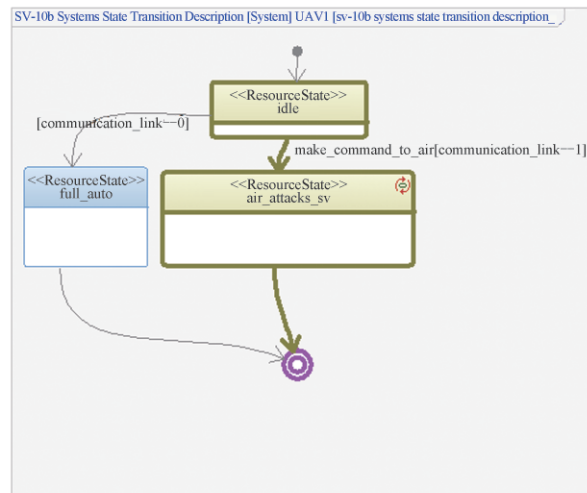 SV-10b Systems State Transition Description [System] UAV1 [sv-10b systems state transition description_
<<ResourceState>>
idle
[communication_link==0]
make_command_to_air[communication_link==1]
<<ResourceState>>
full_auto
<<ResourceState>>
air_attacks_sv